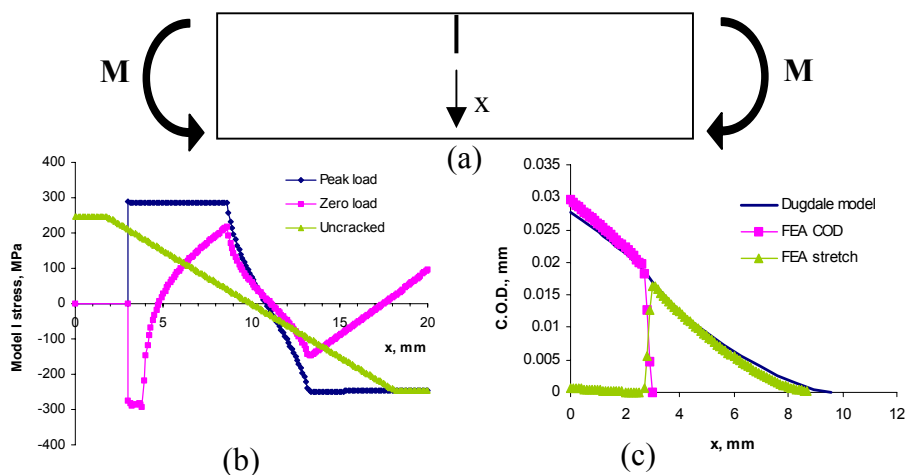 M
M
x
(a)
400
300
200
100
0
-100
-200
-300
-400
Model I stress, MPa
Peak load
Zero load
Uncracked
0
5
10
15
20
x, mm
(b)
0.035
0.03
0.025
0.02
0.015
0.01
0.005
0
C.O.D., mm
Dugdale model
FEA COD
FEA stretch
0
2
4
6
8
10
12
x, mm
(c)